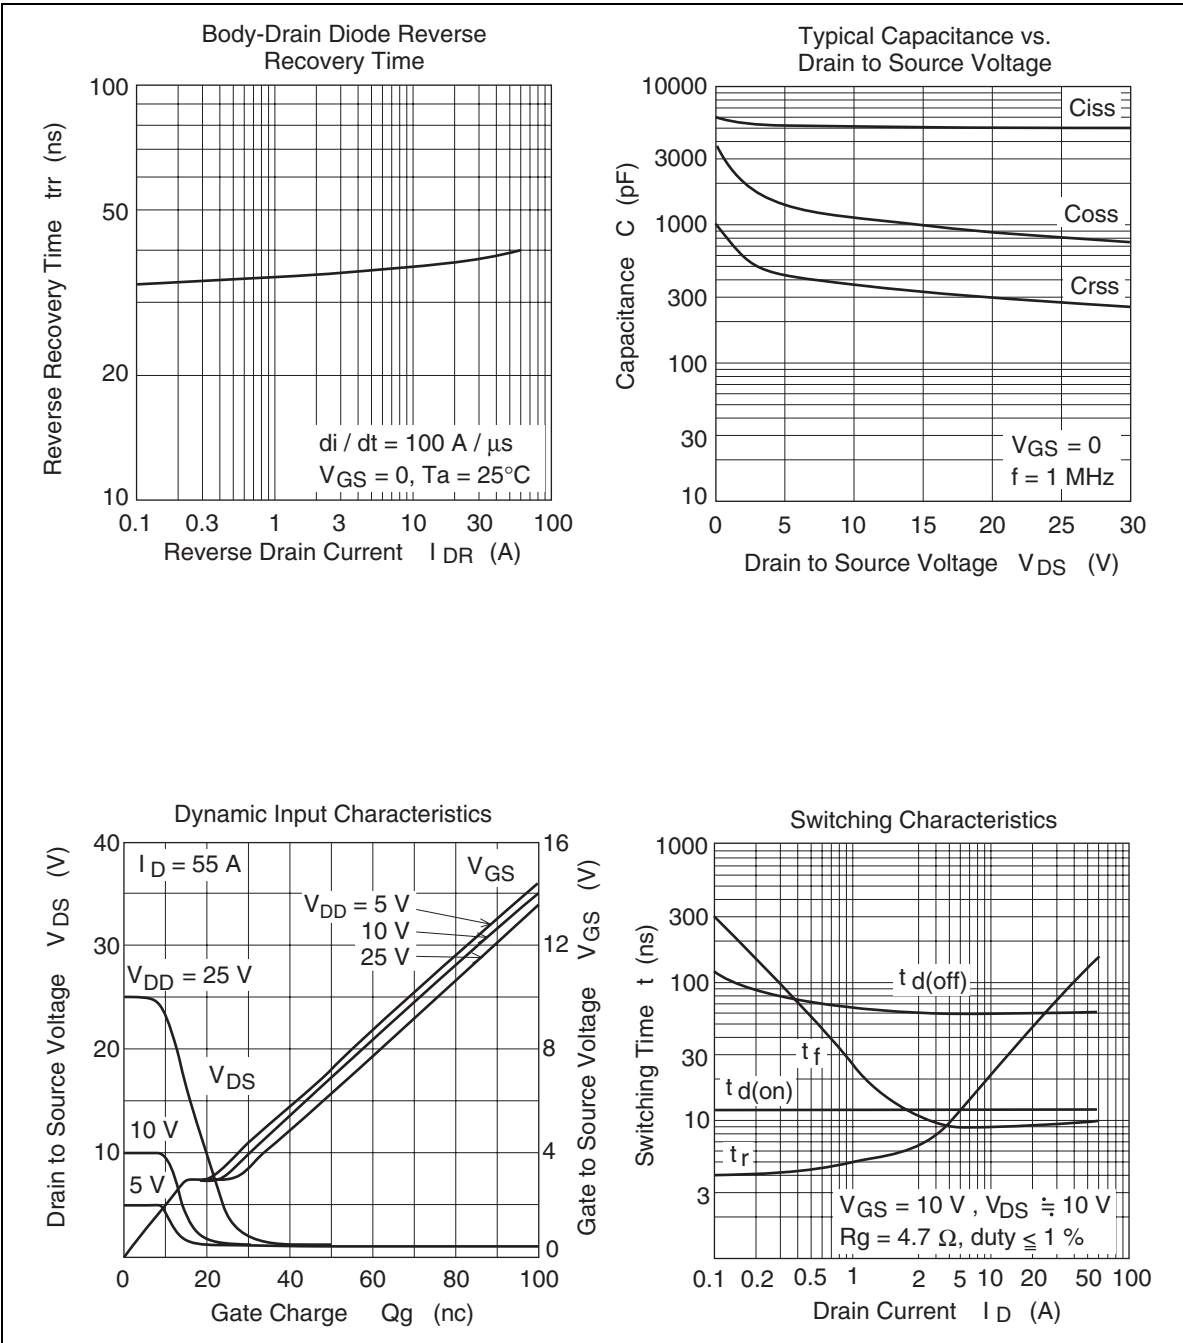 Body-Drain Diode Reverse
Recovery Time
Reverse Recovery Time trr (ns)
100
50
20
10
di / dt = 100 A / μs
VGS = 0, Ta = 25°C
0.1 0.3 1 3 10 30 100
Reverse Drain Current IDR (A)
Typical Capacitance vs.
Drain to Source Voltage
Capacitance C (pF)
10000
3000
1000
300
100
30
10
Ciss
Coss
Crss
VGS = 0
f = 1 MHz
0 5 10 15 20 25 30
Drain to Source Voltage VDS (V)
Dynamic Input Characteristics
Drain to Source Voltage VDS (V)
40
30
20
10
0
ID = 55 A
VDD = 25 V
VDS
10 V
5 V
VGS
VDD = 5 V
10 V
25 V
16
12
8
4
0
Gate to Source Voltage VGS (V)
0 20 40 60 80 100
Gate Charge Qg (nc)
Switching Characteristics
Switching Time t (ns)
1000
300
100
30
10
3
td(off)
tf
td(on)
tr
VGS = 10 V , VDS ≒ 10 V
Rg = 4.7 Ω, duty ≦ 1 %
0.1 0.2 0.5 1 2 5 10 20 50 100
Drain Current ID (A)